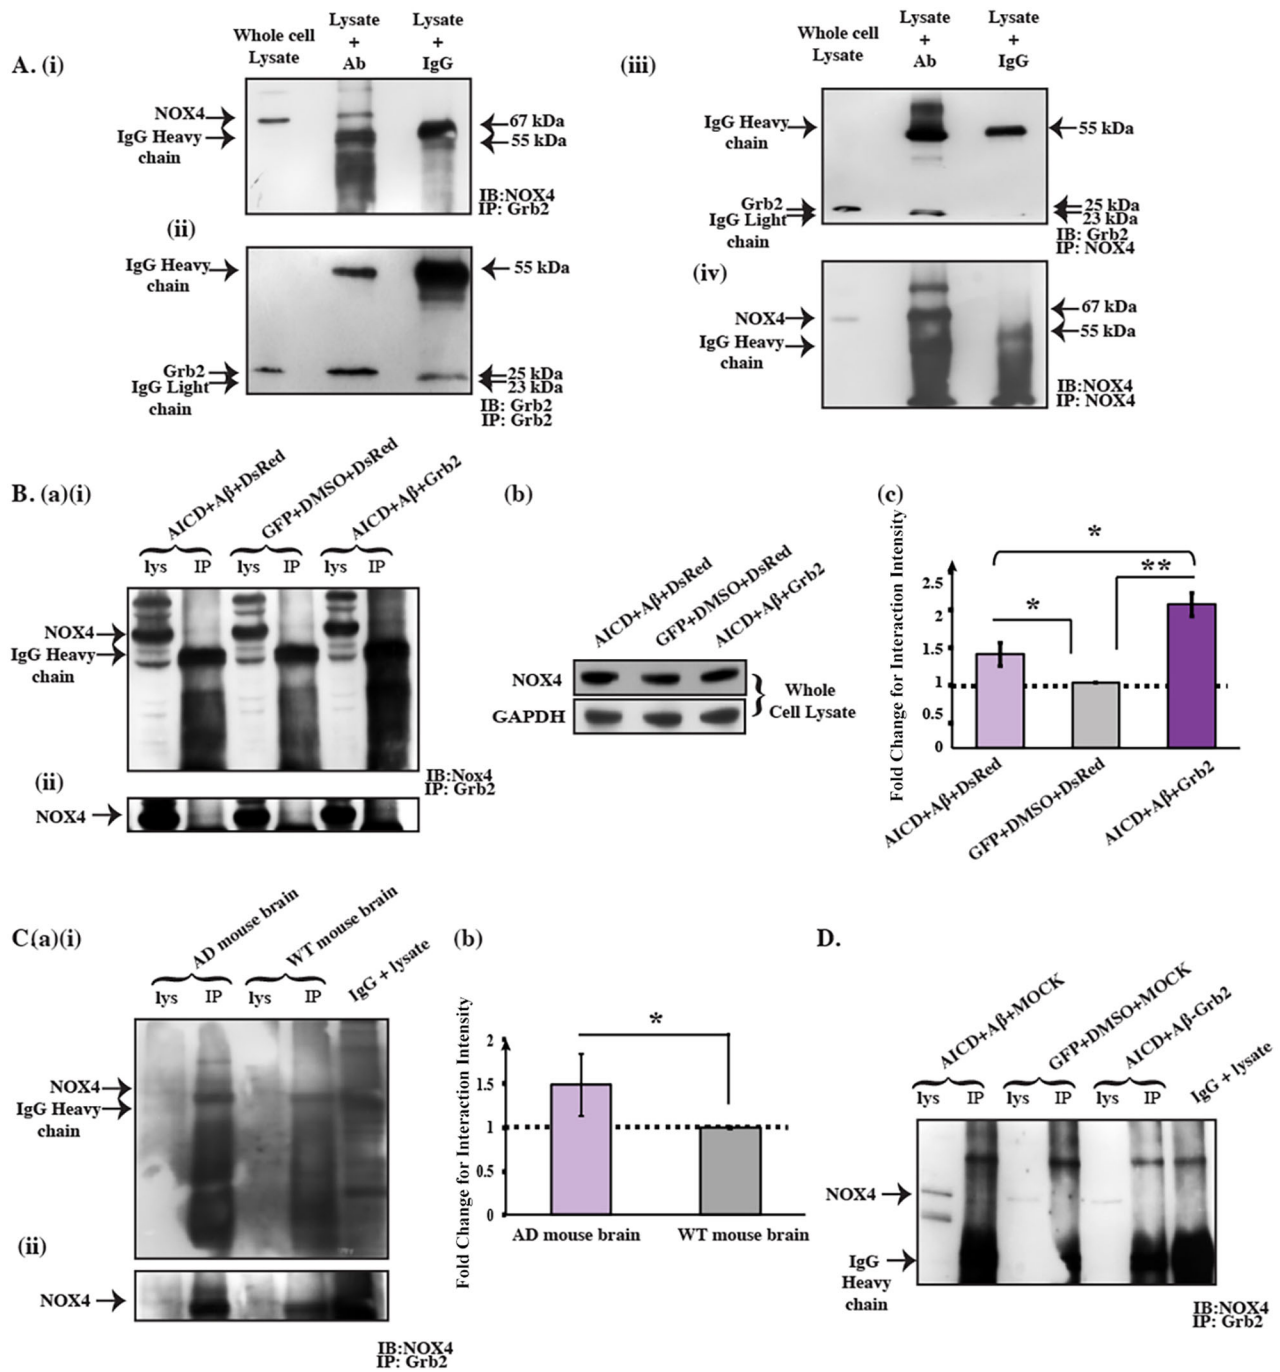 A. (i)
Whole cell
Lysate
Lysate
+
Ab
Lysate
+
IgG
NOX4
IgG Heavy
chain
67 kDa
55 kDa
IB:NOX4
IP: Grb2
(ii)
IgG Heavy
chain
55 kDa
Grb2
IgG Light
chain
25 kDa
23 kDa
IB: Grb2
IP: Grb2
(iii)
Whole cell
Lysate
Lysate
+
Ab
Lysate
+
IgG
IgG Heavy
chain
55 kDa
Grb2
IgG Light
chain
25 kDa
23 kDa
IB: Grb2
IP: NOX4
(iv)
NOX4
IgG Heavy
chain
67 kDa
55 kDa
IB:NOX4
IP: NOX4
B. (a)(i)
AICD+Aβ+DsRed
GFP+DMSO+DsRed
AICD+Aβ+Grb2
lys IP lys IP lys IP
NOX4
IgG Heavy
chain
IB:Nox4
IP: Grb2
(ii)
NOX4
(b)
AICD+Aβ+DsRed
GFP+DMSO+DsRed
AICD+Aβ+Grb2
NOX4
GAPDH
Whole
Cell Lysate
(c)
Fold Change for Interaction Intensity
2.5
2
1.5
1
0.5
0
*
*
**
AICD+Aβ+DsRed
GFP+DMSO+DsRed
AICD+Aβ+Grb2
C.(a)(i)
AD mouse brain
WT mouse brain
IgG + lysate
lys IP lys IP
NOX4
IgG Heavy
chain
(ii)
NOX4
IB:NOX4
IP: Grb2
(b)
Fold Change for Interaction Intensity
2
1.5
1
0.5
0
*
AD mouse brain
WT mouse brain
D.
AICD+Aβ+MOCK
GFP+DMSO+MOCK
AICD+Aβ-Grb2
IgG + lysate
lys IP lys IP lys IP
NOX4
IgG
Heavy
chain
IB:NOX4
IP: Grb2